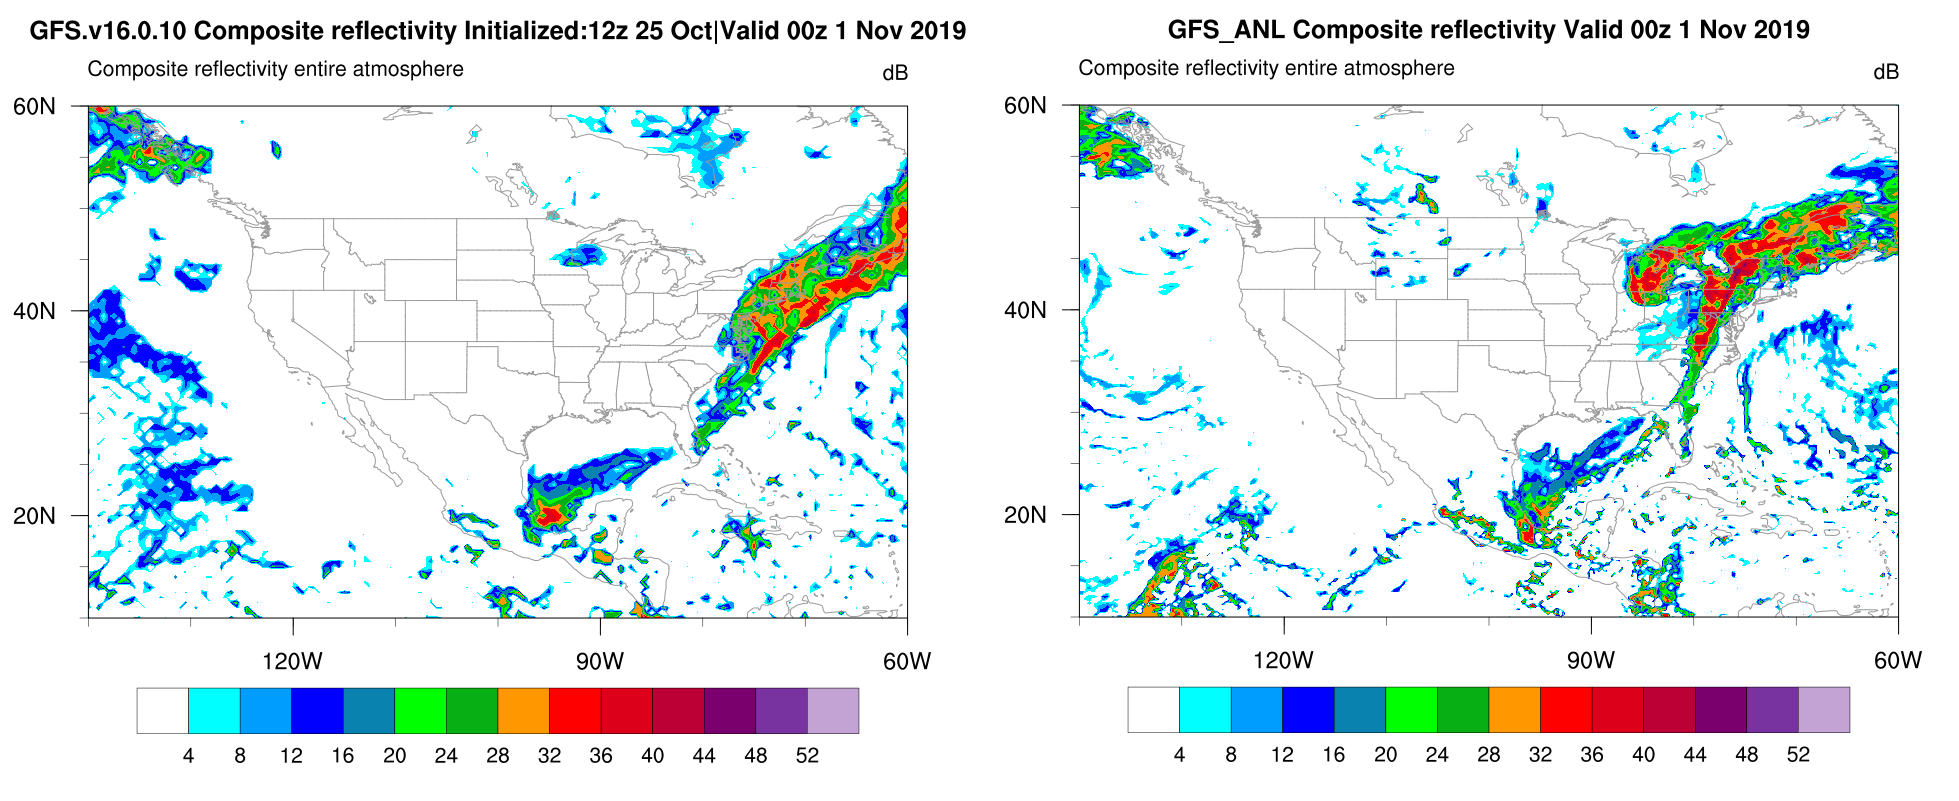 GFS.v16.0.10 Composite reflectivity Initialized:12z 25 Oct|Valid 00z 1 Nov 2019
Composite reflectivity entire atmosphere dB
60N
40N
20N
120W 90W 60W
4 8 12 16 20 24 28 32 36 40 44 48 52
GFS_ANL Composite reflectivity Valid 00z 1 Nov 2019
Composite reflectivity entire atmosphere dB
60N
40N
20N
120W 90W 60W
4 8 12 16 20 24 28 32 36 40 44 48 52